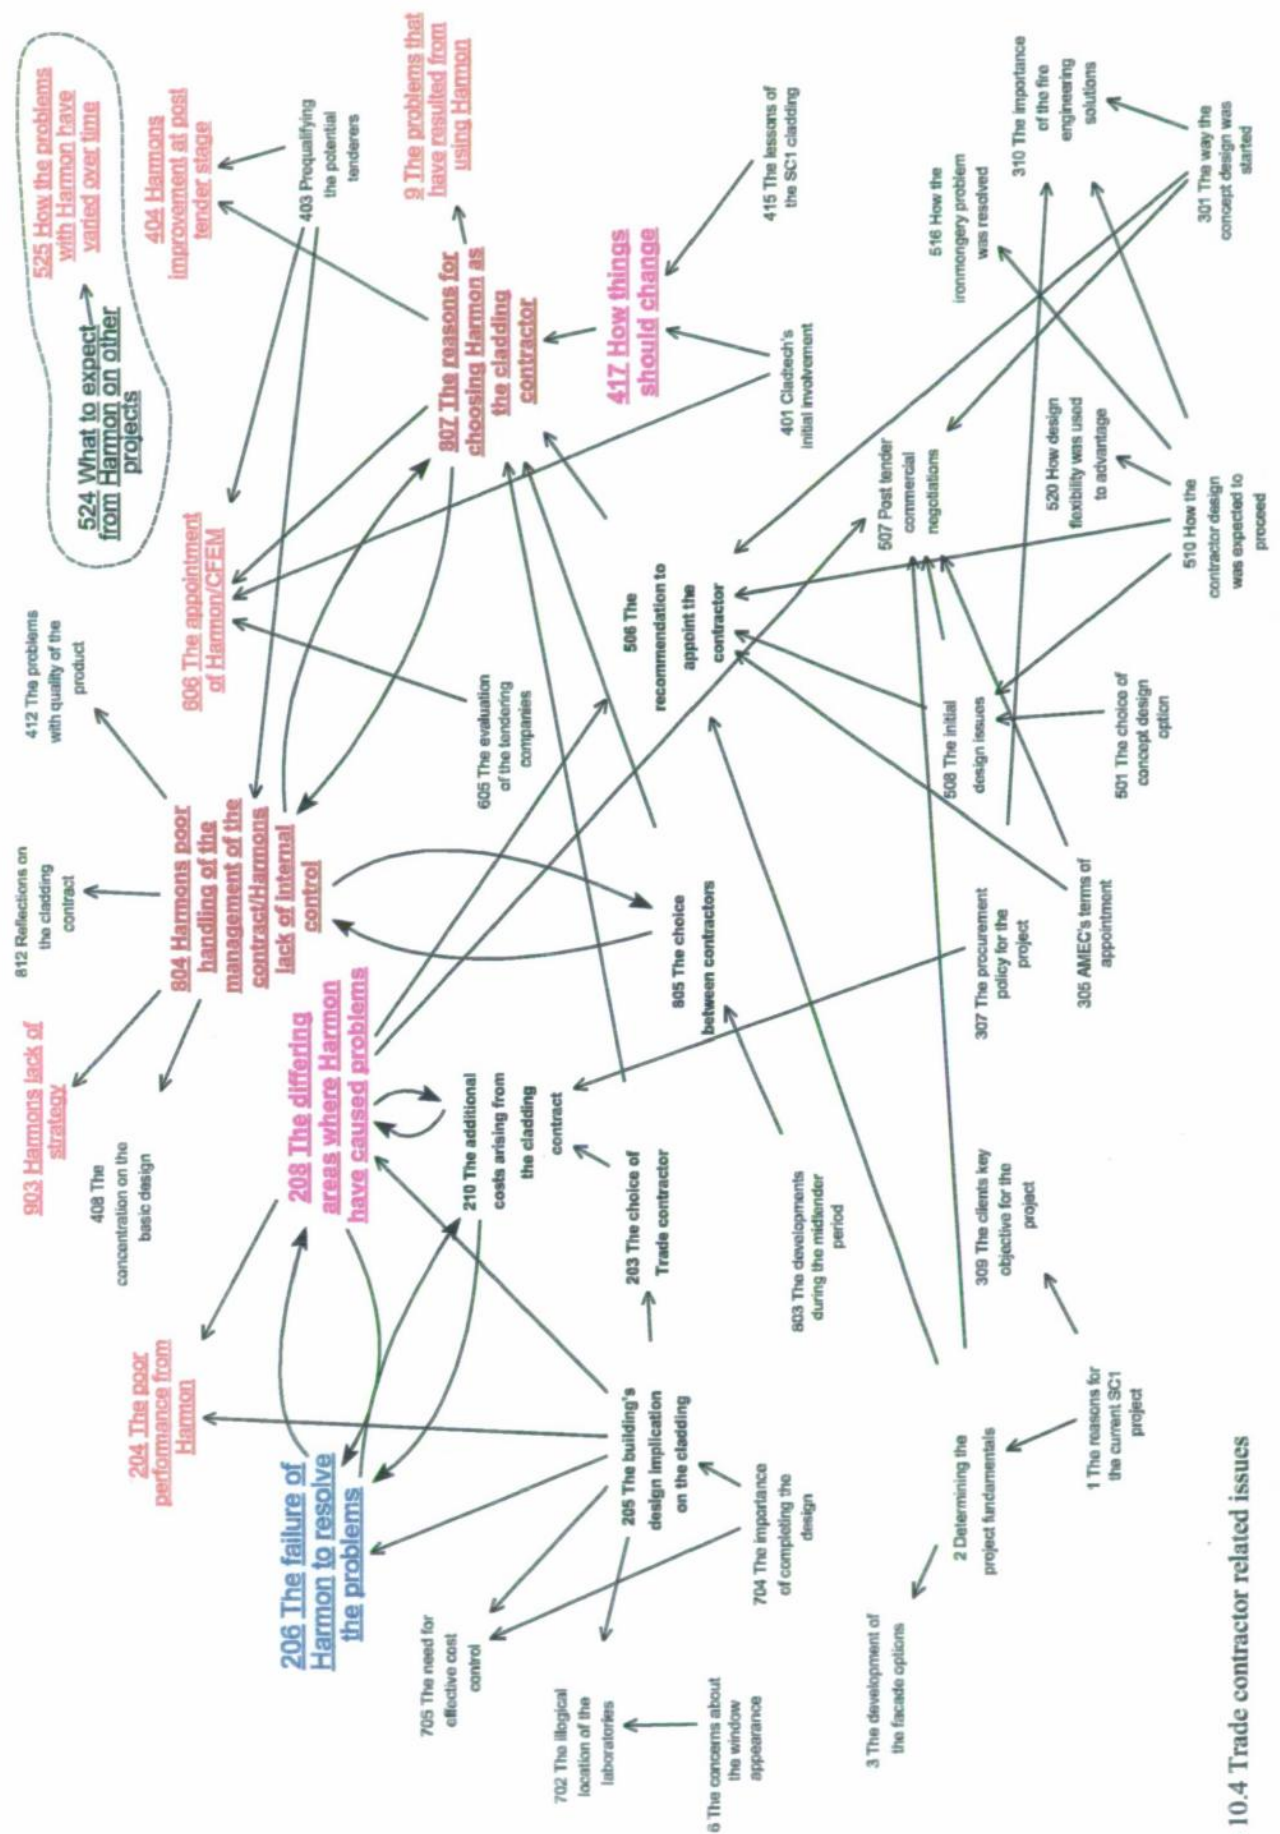 525 How the problems
with Harmon have
varied over time
524 What to expect
from Harmon on other
projects
404 Harmons
improvement at post
tender stage
403 Prequalifying
the potential
tenderers
9 The problems that
have resulted from
using Harmon
606 The appointment
of Harmon/CFEM
412 The problems
with quality of the
product
812 Reflections on
the cladding
contract
903 Harmons lack of
strategy
408 The
concentration on the
basic design
804 Harmons poor
handling of the
management of the
contract/Harmons
lack of internal
control
807 The reasons for
choosing Harmon as
the cladding
contractor
417 How things
should change
415 The lessons of
the SC1 cladding
401 Cladtech's
initial involvement
605 The evaluation
of the tendering
companies
204 The poor
performance from
Harmon
208 The differing
areas where Harmon
have caused problems
206 The failure of
Harmon to resolve
the problems
210 The additional
costs arising from
the cladding
contract
805 The choice
between contractors
506 The
recommendation to
appoint the
contractor
203 The choice of
Trade contractor
205 The building's
design implication
on the cladding
705 The need for
effective cost
control
702 The illogical
location of the
laboratories
6 The concerns about
the window
appearance
704 The importance
of completing the
design
803 The developments
during the midtender
period
507 Post tender
commercial
negotiations
516 How the
ironmongery problem
was resolved
310 The importance
of the fire
engineering
solutions
301 The way the
concept design was
started
520 How design
flexibility was used
to advantage
510 How the
contractor design
was expected to
proceed
508 The initial
design issues
501 The choice of
concept design
option
307 The procurement
policy for the
project
305 AMEC's terms of
appointment
309 The clients key
objective for the
project
3 The development of
the facade options
2 Determining the
project fundamentals
1 The reasons for
the current SC1
project
10.4 Trade contractor related issues